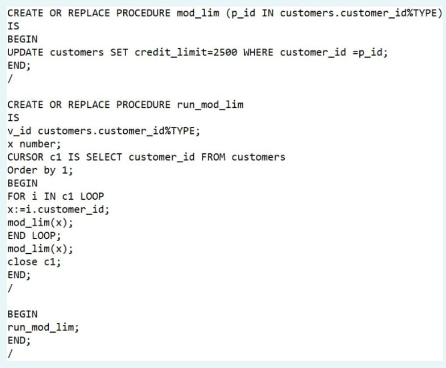 CREATE OR REPLACE PROCEDURE mod_lim (p_id IN customers.customer_id%TYPE)
IS
BEGIN
UPDATE customers SET credit_limit=2500 WHERE customer_id =p_id;
END;
/
CREATE OR REPLACE PROCEDURE run_mod_lim
IS
v_id customers.customer_id%TYPE;
x number;
CURSOR c1 IS SELECT customer_id FROM customers
Order by 1;
BEGIN
FOR i IN c1 LOOP
x:=i.customer_id;
mod_lim(x);
END LOOP;
mod_lim(x);
close c1;
END;
/
BEGIN
run_mod_lim;
END;
/